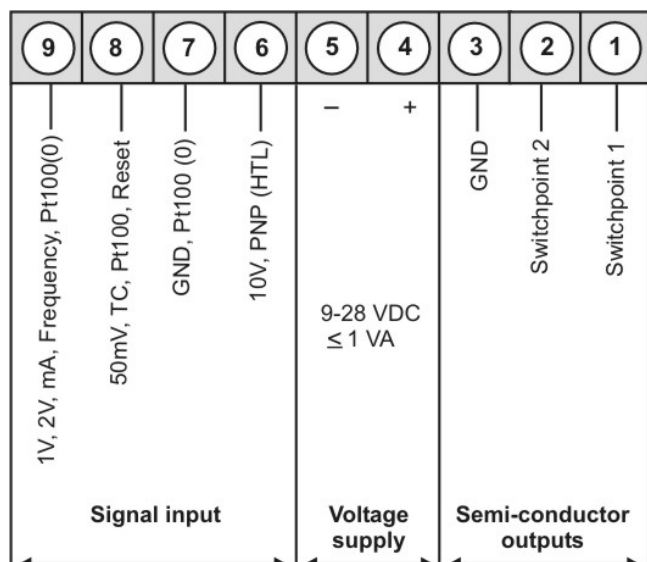 9 8 7 6 5 4 3 2 1
1V, 2V, mA, Frequency, Pt100(0)
50mV, TC, Pt100, Reset
GND, Pt100 (0)
10V, PNP (HTL)
– +
9-28 VDC
≤ 1 VA
GND
Switchpoint 2
Switchpoint 1
Signal input
Voltage
supply
Semi-conductor
outputs